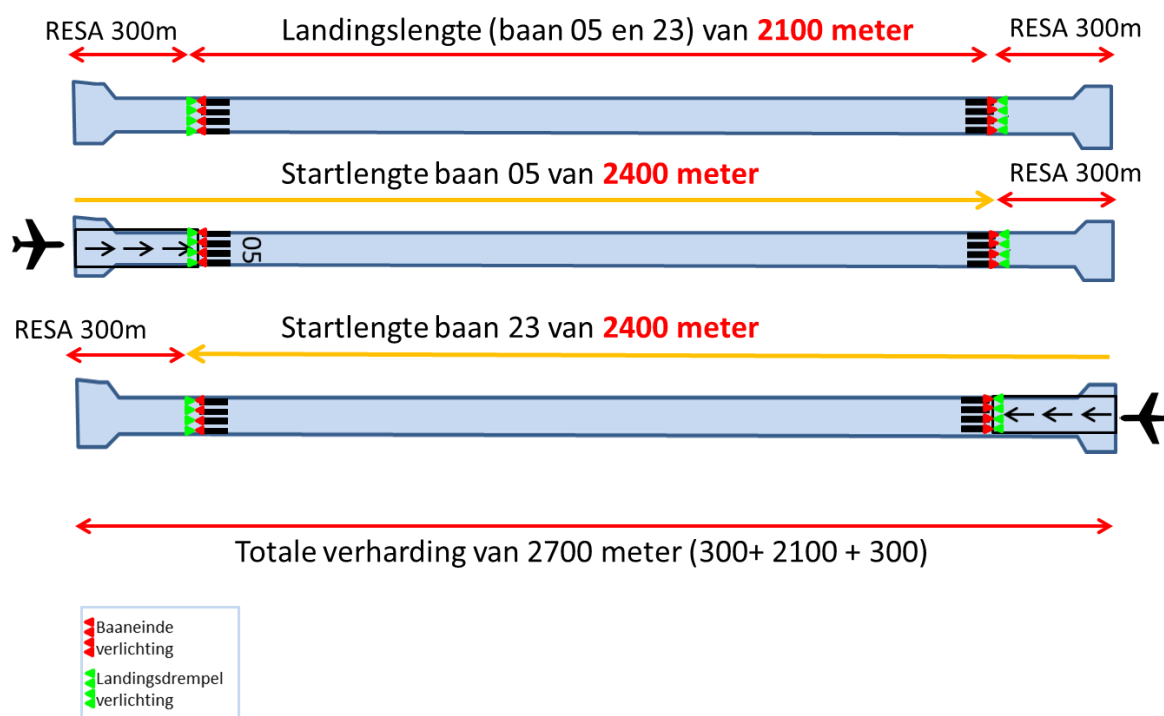 RESA 300m
Landingslengte (baan 05 en 23) van 2100 meter
RESA 300m
Startlengte baan 05 van 2400 meter
RESA 300m
05
Startlengte baan 23 van 2400 meter
RESA 300m
Totale verharding van 2700 meter (300+ 2100 + 300)
Baaneinde
verlichting
Landingsdrempel
verlichting